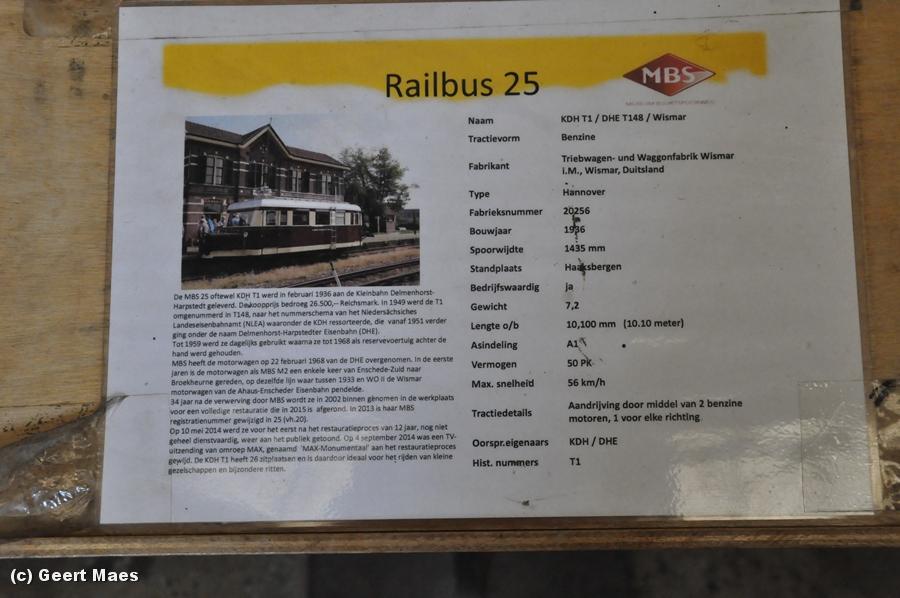 Railbus 25
MBS
Naam KDH T1 / DHE T148 / Wismar
Tractievorm Benzine
Fabrikant Triebwagen- und Waggonfabrik Wismar
i.M., Wismar, Duitsland
Type Hannover
Fabrieksnummer 20256
Bouwjaar 1936
Spoorwijdte 1435 mm
Standplaats Haaksbergen
Bedrijfswaardig ja
Gewicht 7,2
Lengte o/b 10,100 mm (10.10 meter)
Asindeling A1
Vermogen 50 PK
Max. snelheid 56 km/h
Tractiedetails Aandrijving door middel van 2 benzine
motoren, 1 voor elke richting
Oorspr.eigenaars KDH / DHE
Hist. nummers T1
De MBS 25 oftewel KDH T1 werd in februari 1936 aan de Kleinbahn Delmenhorst-
Harpstedt geleverd. De koopprijs bedroeg 26.500,-- Reichsmark. In 1949 werd de T1
omgenummerd in T148, naar het nummerschema van het Niedersächsiches
Landeseisenbahnamt (NLEA) waaronder de KDH ressorteerde, die vanaf 1951 verder
ging onder de naam Delmenhorst-Harpstedter Eisenbahn (DHE).
Tot 1959 werd ze dagelijks gebruikt waarna ze tot 1968 als reservevoertuig achter de
hand werd gehouden.
MBS heeft de motorwagen op 22 februari 1968 van de DHE overgenomen. In de eerste
jaren is de motorwagen als MBS M2 een enkele keer van Enschede-Zuid naar
Broekheurne gereden, op dezelfde lijn waar tussen 1933 en WO II de Wismar
motorwagen van de Ahaus-Enscheder Eisenbahn pendelde.
34 jaar na de verwerving door MBS wordt ze in 2002 binnen genomen in de werkplaats
voor een volledige restauratie die in 2015 is afgerond. In 2013 is haar MBS
registratienummer gewijzigd in 25 (vh.20).
Op 10 mei 2014 werd ze voor het eerst na het restauratieproces van 12 jaar, nog niet
geheel dienstvaardig, weer aan het publiek getoond. Op 4 september 2014 was een TV-
uitzending van omroep MAX, genaamd 'MAX-Monumentaal' aan het restauratieproces
gewijd. De KDH T1 heeft 26 zitplaatsen en is daardoor ideaal voor het rijden van kleine
gezelschappen en bijzondere ritten.
(c) Geert Maes